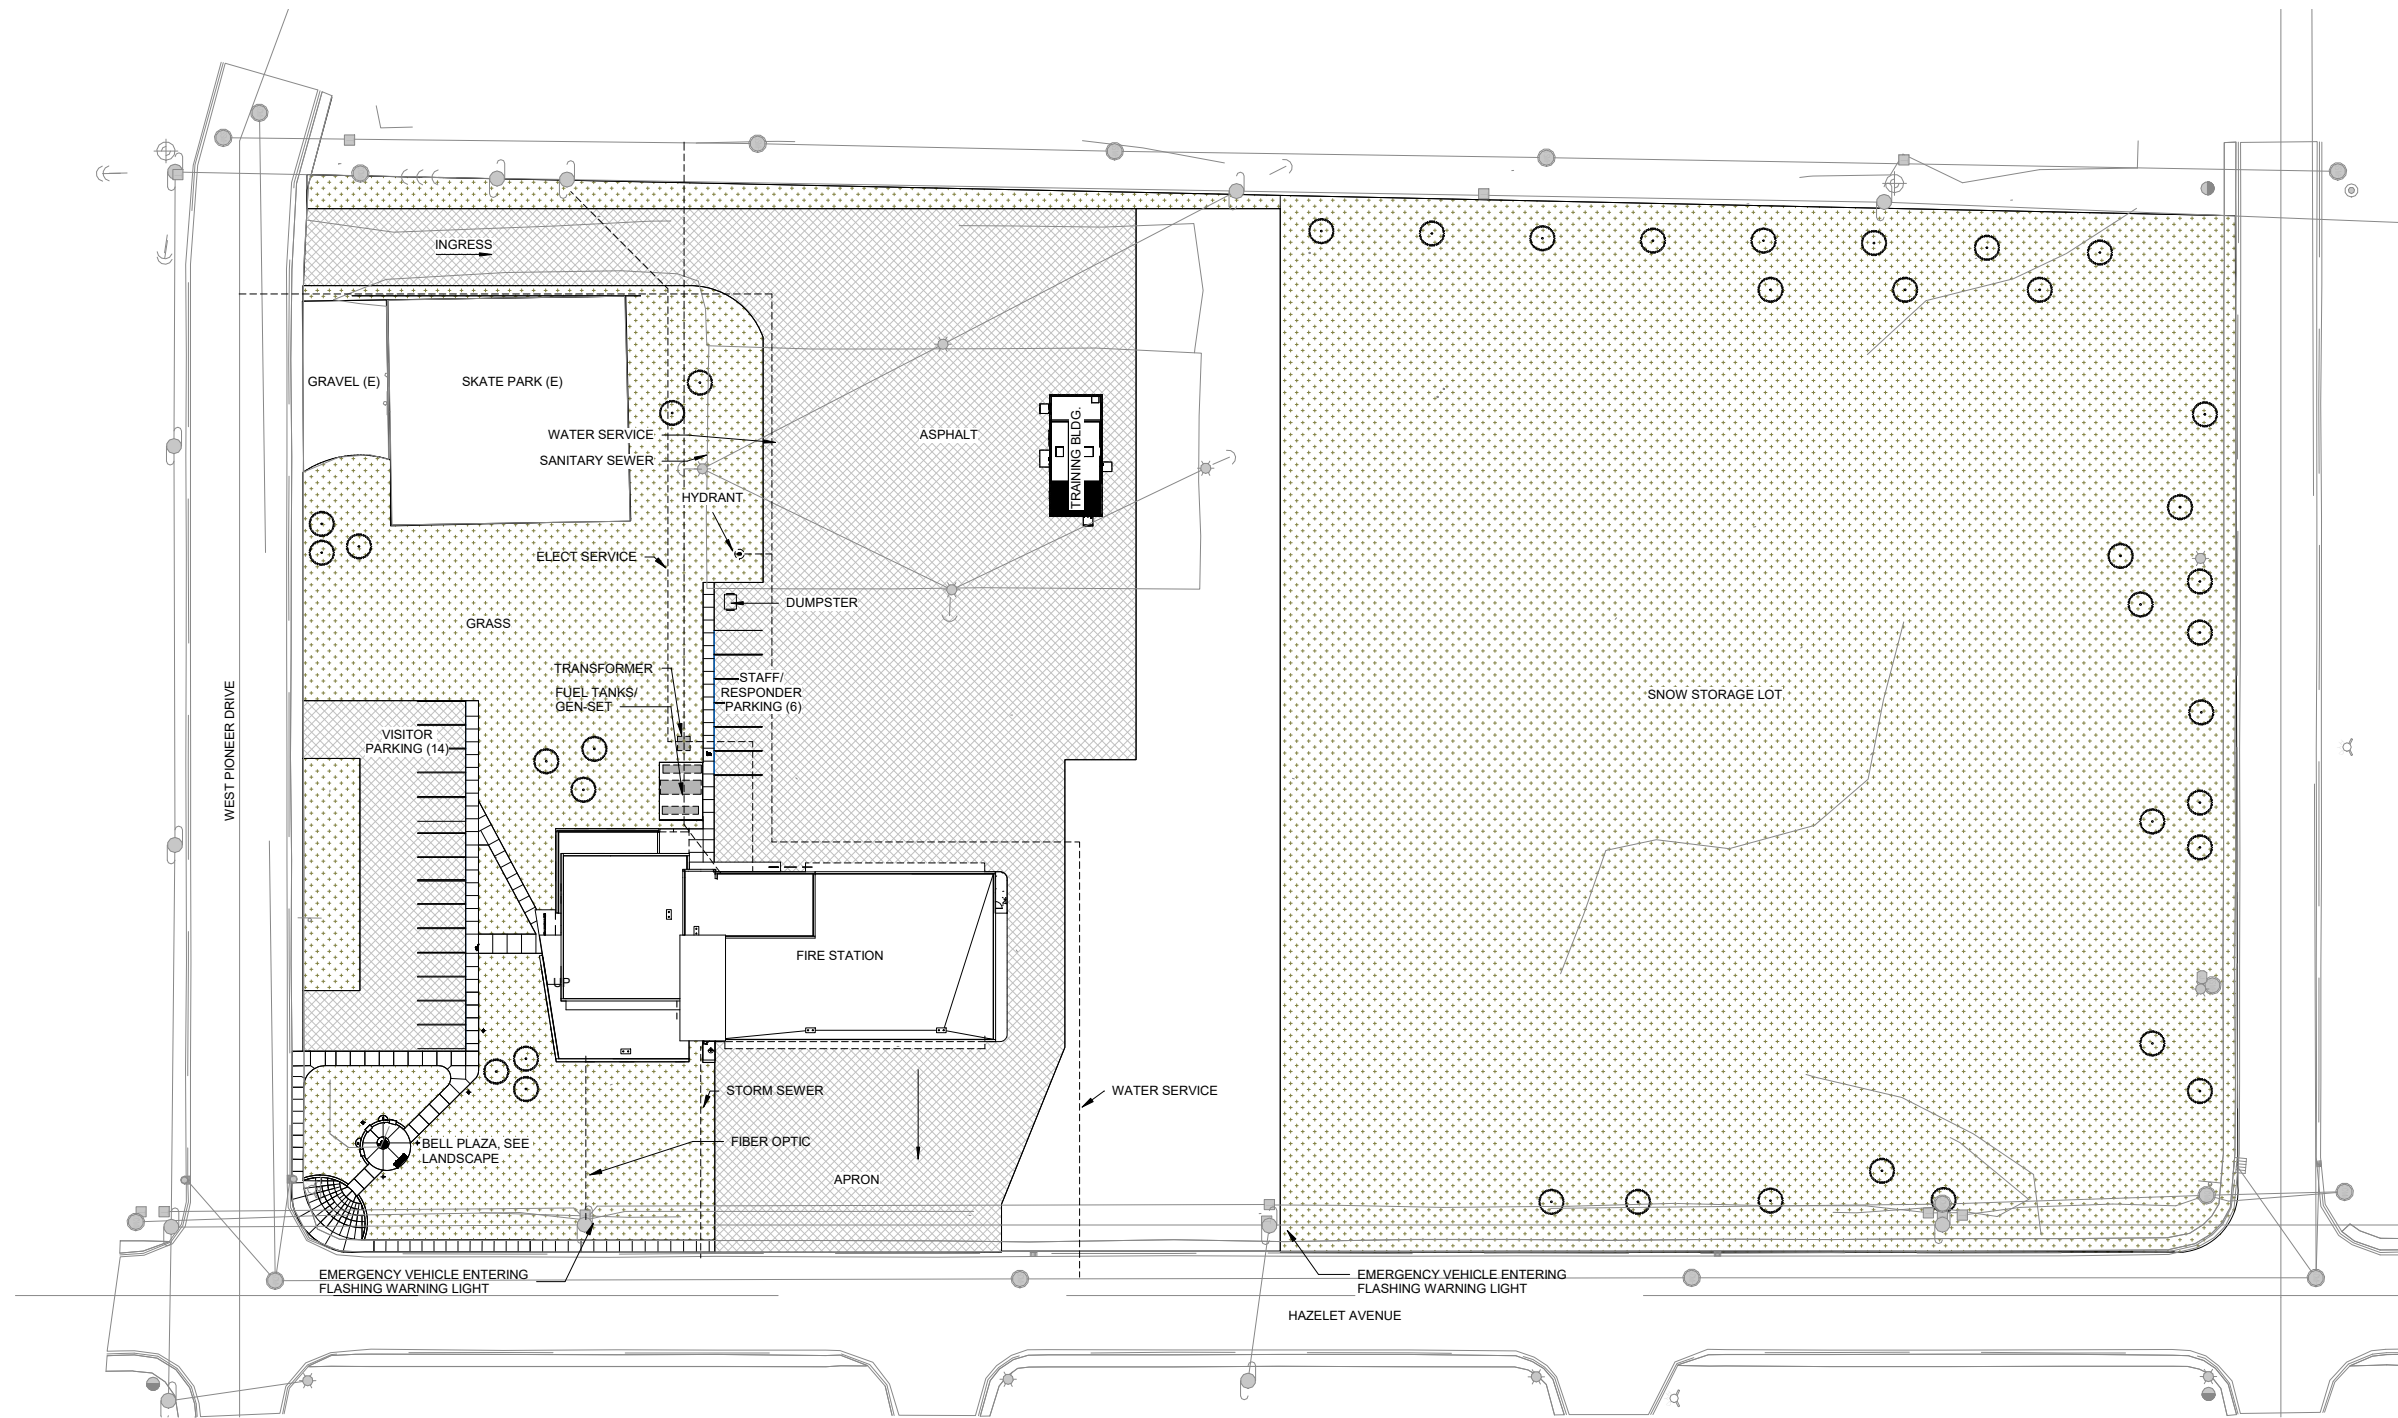 INGRESS
GRAVEL (E)
SKATE PARK (E)
WATER SERVICE
ASPHALT
SANITARY SEWER
TRAINING BLDG.
HYDRANT
ELECT SERVICE
DUMPSTER
GRASS
TRANSFORMER
FUEL TANKS/
GEN-SET
STAFF/
RESPONDER
PARKING (6)
SNOW STORAGE LOT
WEST PIONEER DRIVE
VISITOR
PARKING (14)
FIRE STATION
STORM SEWER
WATER SERVICE
BELL PLAZA, SEE
LANDSCAPE
FIBER OPTIC
APRON
EMERGENCY VEHICLE ENTERING
FLASHING WARNING LIGHT
EMERGENCY VEHICLE ENTERING
FLASHING WARNING LIGHT
HAZELET AVENUE